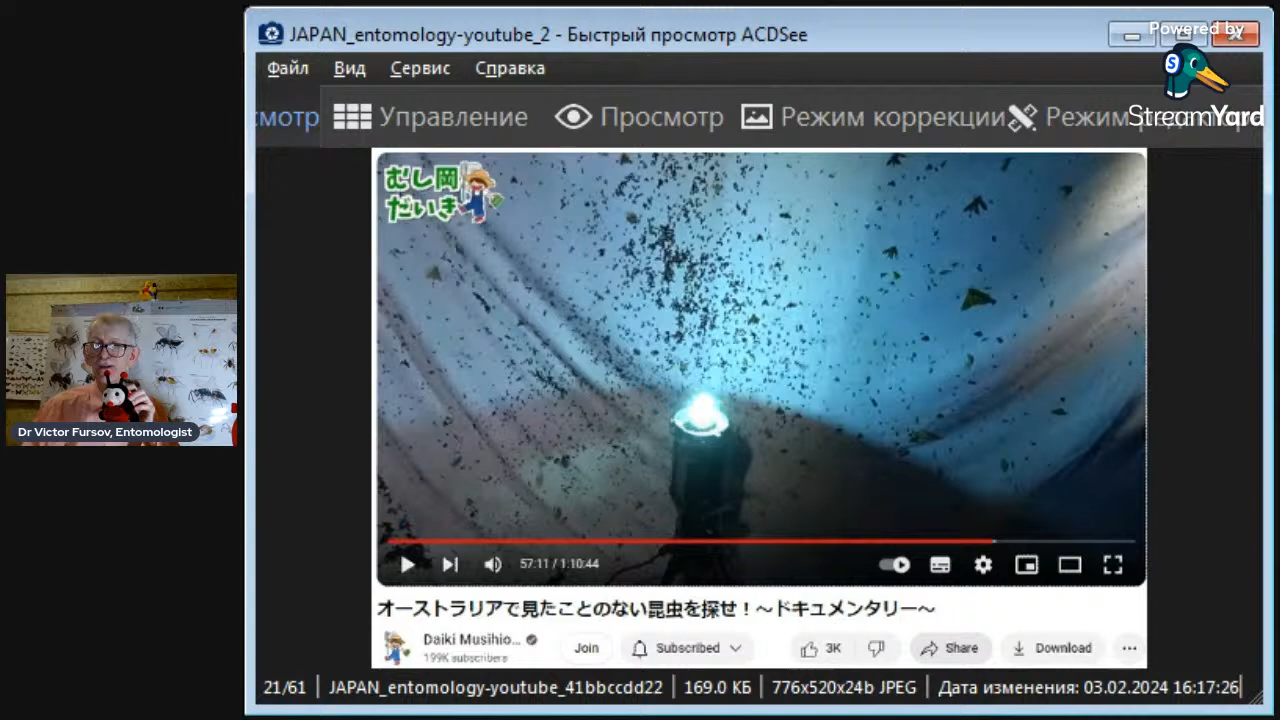 JAPAN_entomology-youtube_2 - Быстрый просмотр ACDSee
Powered by
StreamYard
Файл Вид Сервис Справка
смотр Управление Просмотр Режим коррекции Режим
むし岡
だいき
57:11 / 1:10:44
オーストラリアで見たことのない昆虫を探せ！～ドキュメンタリー～
Daiki Musihio...
199K subscribers
Join Subscribed 3K Share Download
Dr Victor Fursov, Entomologist
21/61 JAPAN_entomology-youtube_41bbccdd22 169.0 КБ 776x520x24b JPEG Дата изменения: 03.02.2024 16:17:26